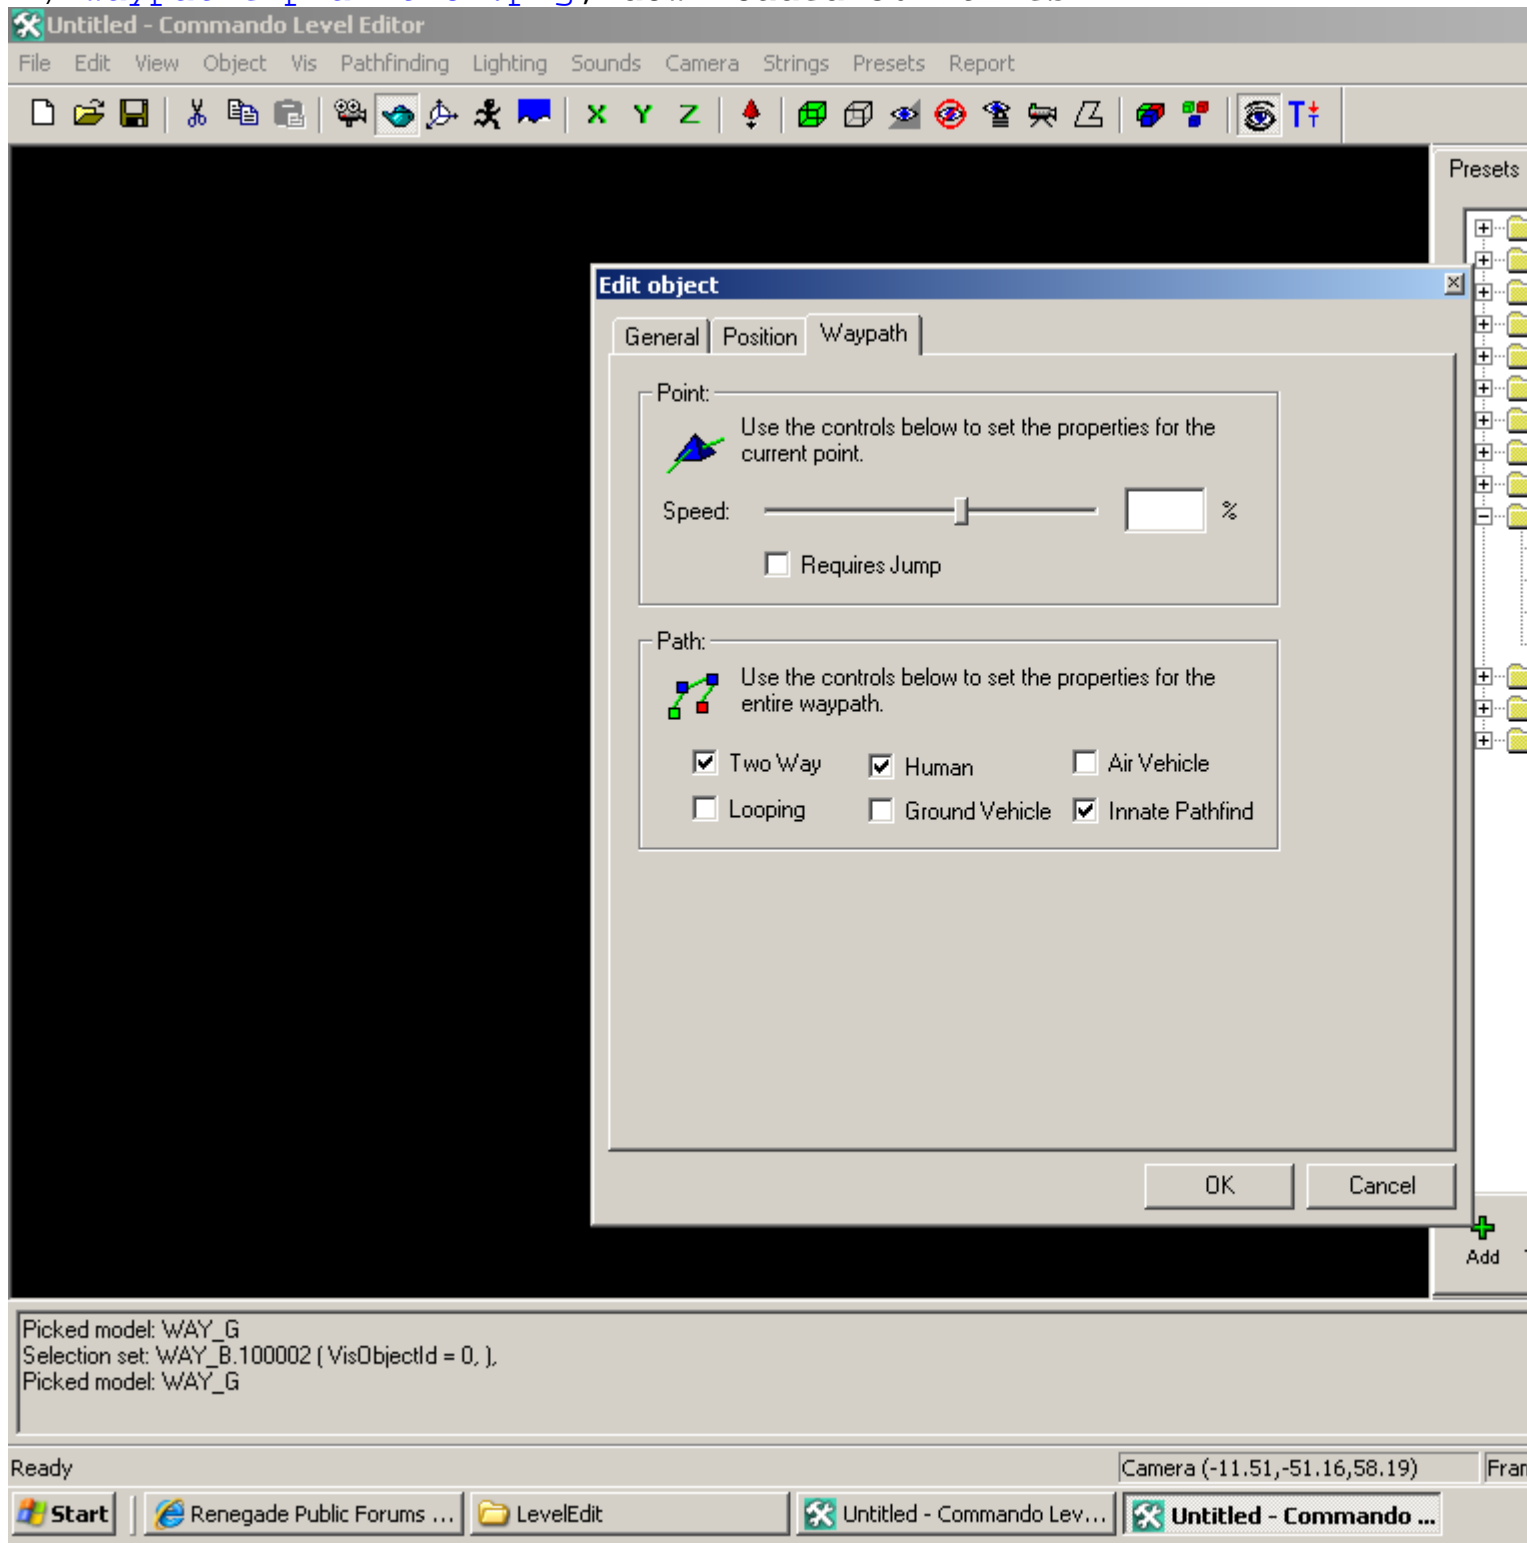 Untitled - Commando Level Editor
File Edit View Object Vis Pathfinding Lighting Sounds Camera Strings Presets Report
X Y Z T
Presets
Edit object
General Position Waypath
Point:
Use the controls below to set the properties for the
current point.
Speed: %
Requires Jump
Path:
Use the controls below to set the properties for the
entire waypath.
Two Way Human Air Vehicle
Looping Ground Vehicle Innate Pathfind
OK Cancel
Add
Picked model: WAY_G
Selection set: WAY_B.100002 ( VisObjectId = 0, ),
Picked model: WAY_G
Ready Camera (-11.51,-51.16,58.19)
Start Renegade Public Forums ... LevelEdit Untitled - Commando Lev... Untitled - Commando ...